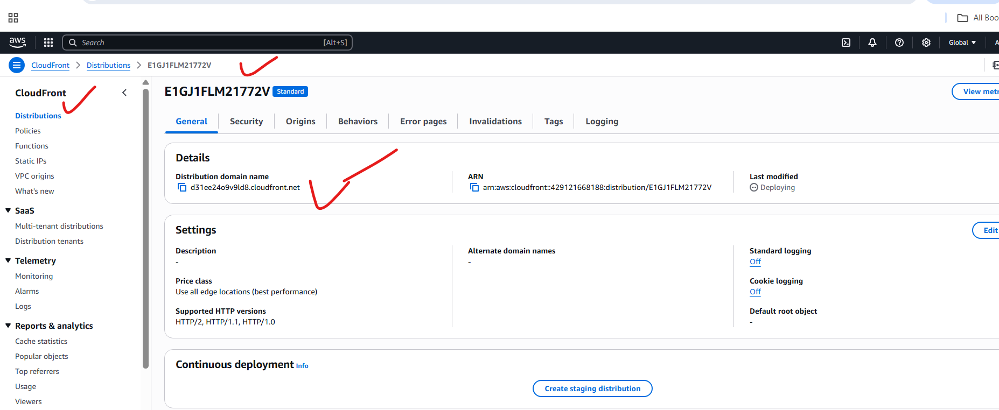 All Boo
aws
Search [Alt+S]
Global
A
CloudFront > Distributions > E1GJ1FLM21772V
CloudFront
Distributions
Policies
Functions
Static IPs
VPC origins
What's new
SaaS
Multi-tenant distributions
Distribution tenants
Telemetry
Monitoring
Alarms
Logs
Reports & analytics
Cache statistics
Popular objects
Top referrers
Usage
Viewers
E1GJ1FLM21772V Standard
View metr
General Security Origins Behaviors Error pages Invalidations Tags Logging
Details
Distribution domain name
d31ee24o9v9ld8.cloudfront.net
ARN
arn:aws:cloudfront::429121668188:distribution/E1GJ1FLM21772V
Last modified
Deploying
Settings
Edit
Description
-
Price class
Use all edge locations (best performance)
Supported HTTP versions
HTTP/2, HTTP/1.1, HTTP/1.0
Alternate domain names
-
Standard logging
Off
Cookie logging
Off
Default root object
-
Continuous deployment Info
Create staging distribution